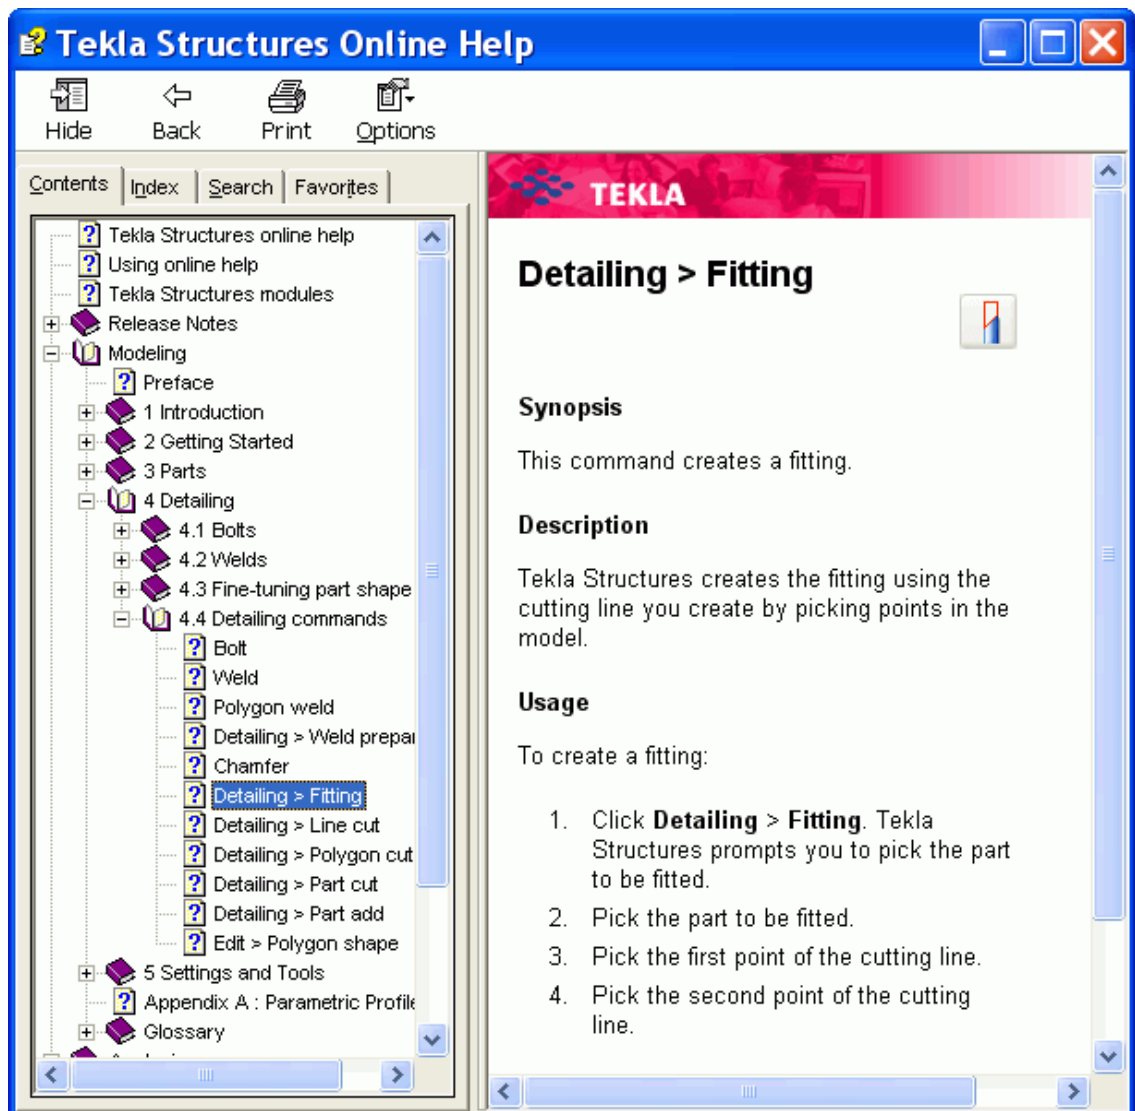 Tekla Structures Online Help
Hide Back Print Options
Contents Index Search Favorites
Tekla Structures online help
Using online help
Tekla Structures modules
Release Notes
Modeling
Preface
1 Introduction
2 Getting Started
3 Parts
4 Detailing
4.1 Bolts
4.2 Welds
4.3 Fine-tuning part shape
4.4 Detailing commands
Bolt
Weld
Polygon weld
Detailing > Weld prepar
Chamfer
Detailing > Fitting
Detailing > Line cut
Detailing > Polygon cut
Detailing > Part cut
Detailing > Part add
Edit > Polygon shape
5 Settings and Tools
Appendix A : Parametric Profile
Glossary
TEKLA
Detailing > Fitting
Synopsis
This command creates a fitting.
Description
Tekla Structures creates the fitting using the
cutting line you create by picking points in the
model.
Usage
To create a fitting:
1. Click Detailing > Fitting. Tekla
Structures prompts you to pick the part
to be fitted.
2. Pick the part to be fitted.
3. Pick the first point of the cutting line.
4. Pick the second point of the cutting
line.